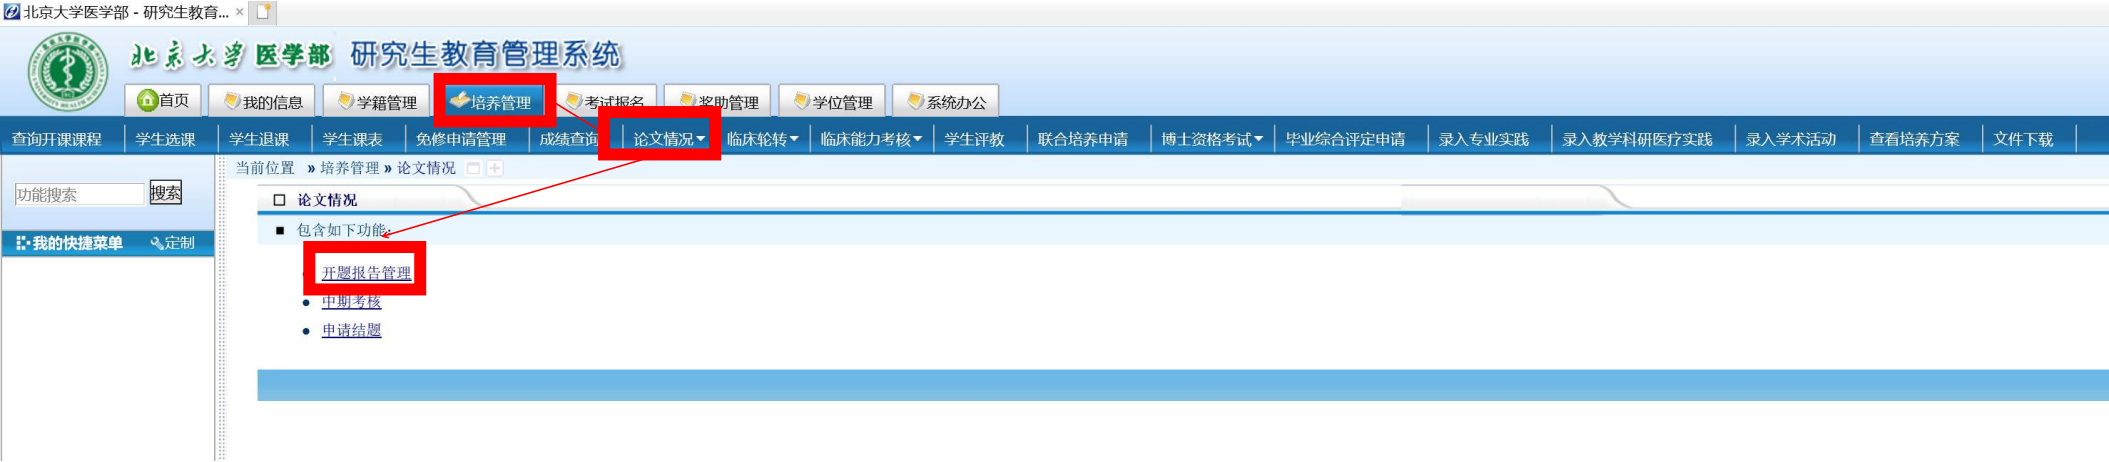 北京大学医学部 - 研究生教育...
北京大学医学部 研究生教育管理系统
首页 我的信息 学籍管理 培养管理 考试报名 奖助管理 学位管理 系统办公
查询开课课程 学生选课 学生退课 学生课表 免修申请管理 成绩查询 论文情况 临床轮转 临床能力考核 学生评教 联合培养申请 博士资格考试 毕业综合评定申请 录入专业实践 录入教学科研医疗实践 录入学术活动 查看培养方案 文件下载
当前位置 »培养管理»论文情况
功能搜索 搜索
论文情况
包含如下功能:
我的快捷菜单 定制
开题报告管理
中期考核
申请结题